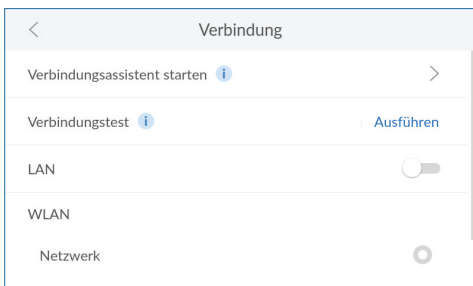 Verbindung
Verbindungsassistent starten i
Verbindungstest i Ausführen
LAN
WLAN
Netzwerk